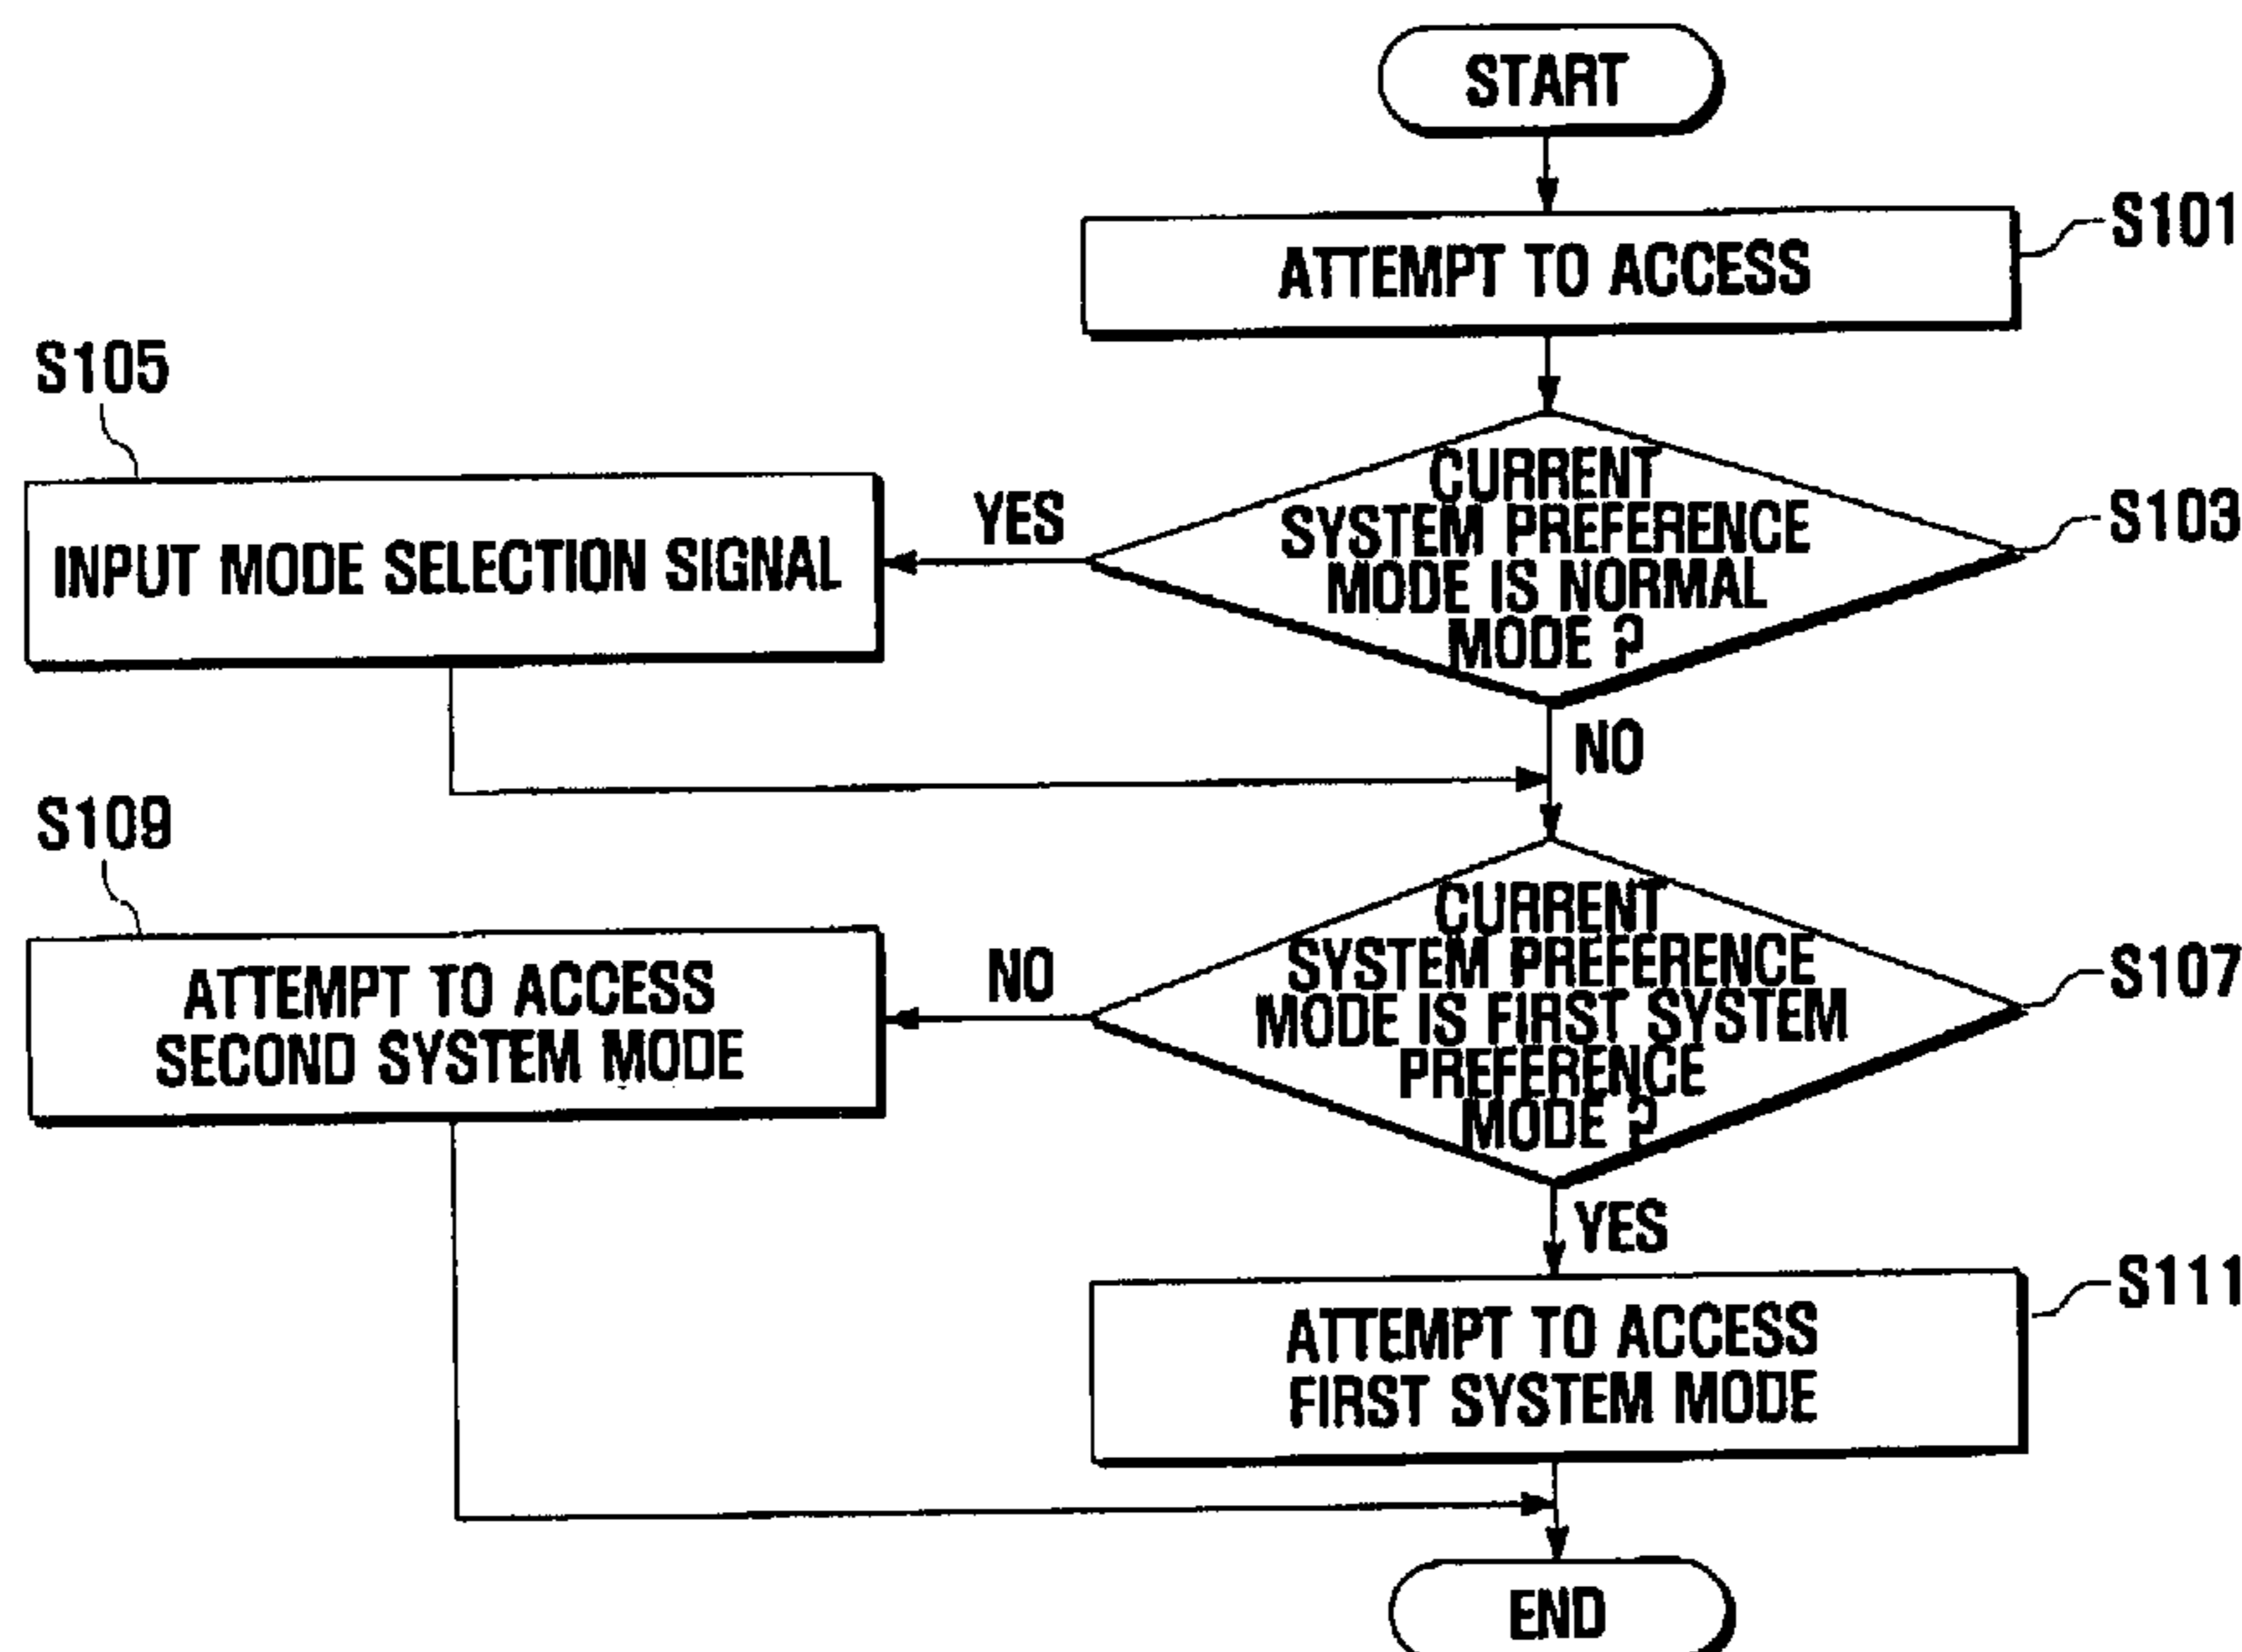 START
ATTEMPT TO ACCESS
S101
S105
INPUT MODE SELECTION SIGNAL
YES
CURRENT
SYSTEM PREFERENCE
MODE IS NORMAL
MODE ?
S103
NO
S109
ATTEMPT TO ACCESS
SECOND SYSTEM MODE
NO
CURRENT
SYSTEM PREFERENCE
MODE IS FIRST SYSTEM
PREFERENCE
MODE ?
S107
YES
ATTEMPT TO ACCESS
FIRST SYSTEM MODE
S111
END